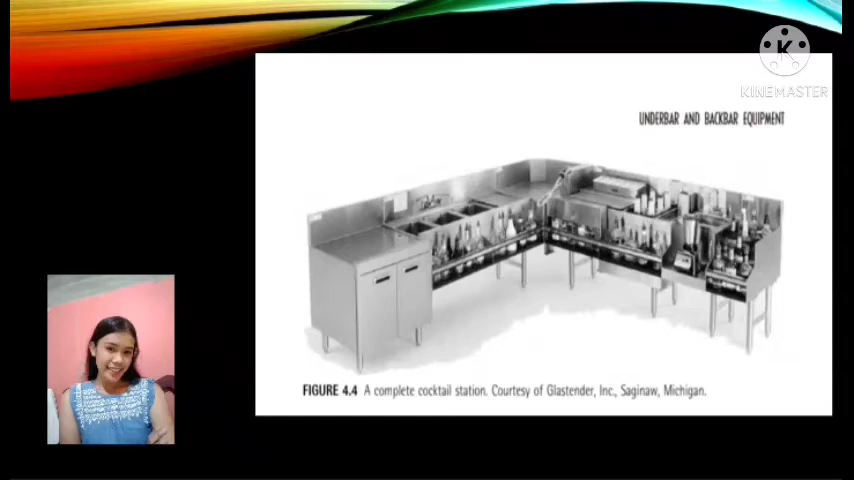 K
KINEMASTER
UNDERBAR AND BACKBAR EQUIPMENT
FIGURE 4.4 A complete cocktail station. Courtesy of Glastender, Inc., Saginaw, Michigan.